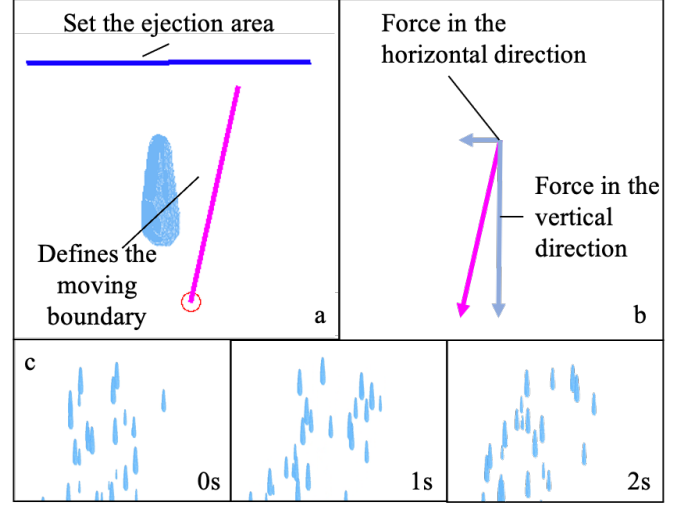 Set the ejection area
Defines the
moving
boundary
a
Force in the
horizontal direction
Force in the
vertical
direction
b
c
0s
1s
2s